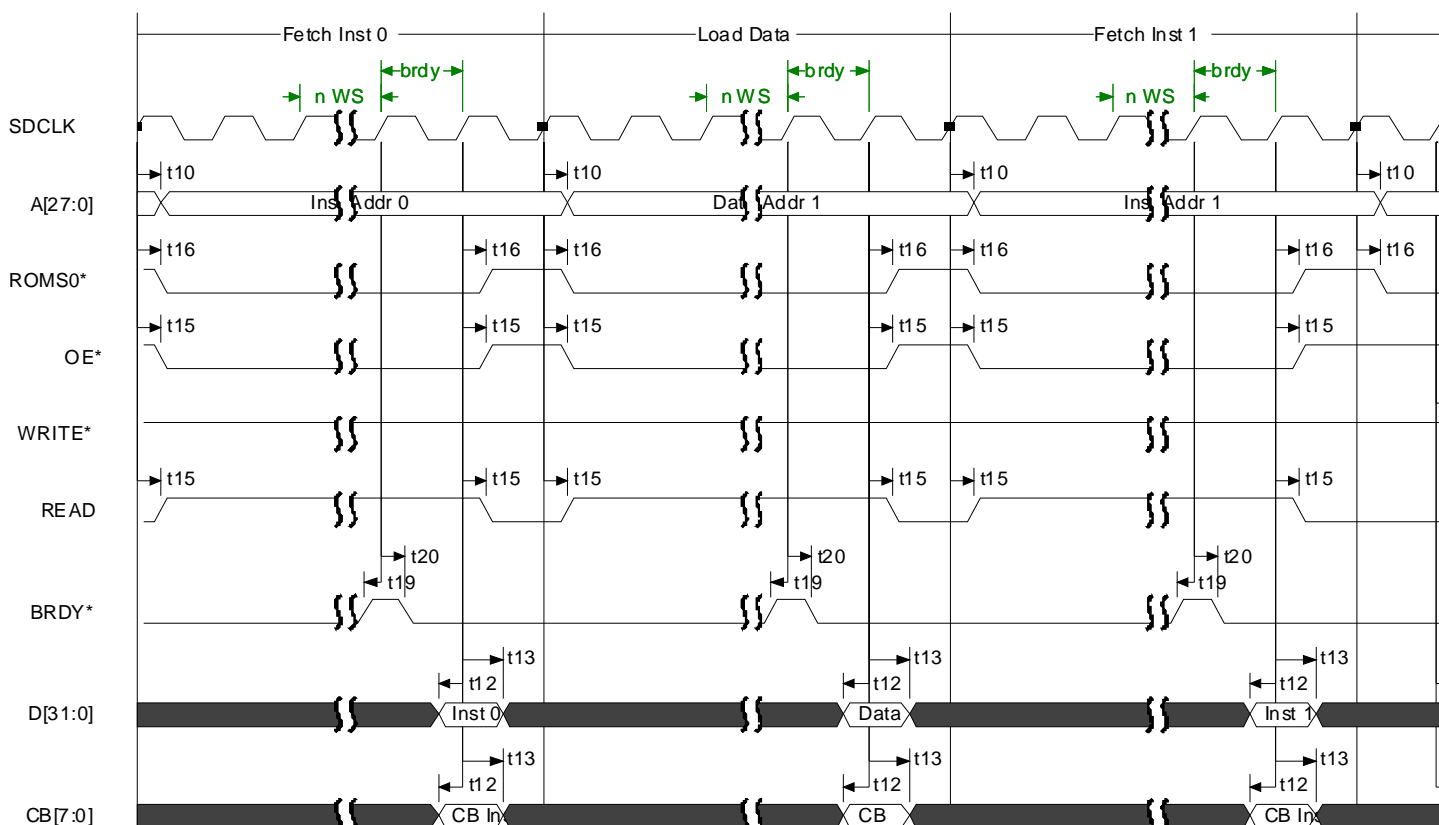 Fetch Inst 0 Load Data Fetch Inst 1
brdy brdy brdy
n WS n WS n WS
SDCLK
t10 t10 t10 t10
A[27:0] Inst Addr 0 Data Addr 1 Inst Addr 1
t16 t16 t16 t16 t16 t16 t16
ROMS0*
t15 t15 t15 t15 t15 t15
OE*
WRITE*
t15 t15 t15 t15 t15 t15
READ
t20 t20 t20
t19 t19 t19
BRDY*
t13 t13 t13
t12 t12 t12
D[31:0] Inst 0 Data Inst 1
t13 t13 t13
t12 t12 t12
CB[7:0] CB In CB CB In